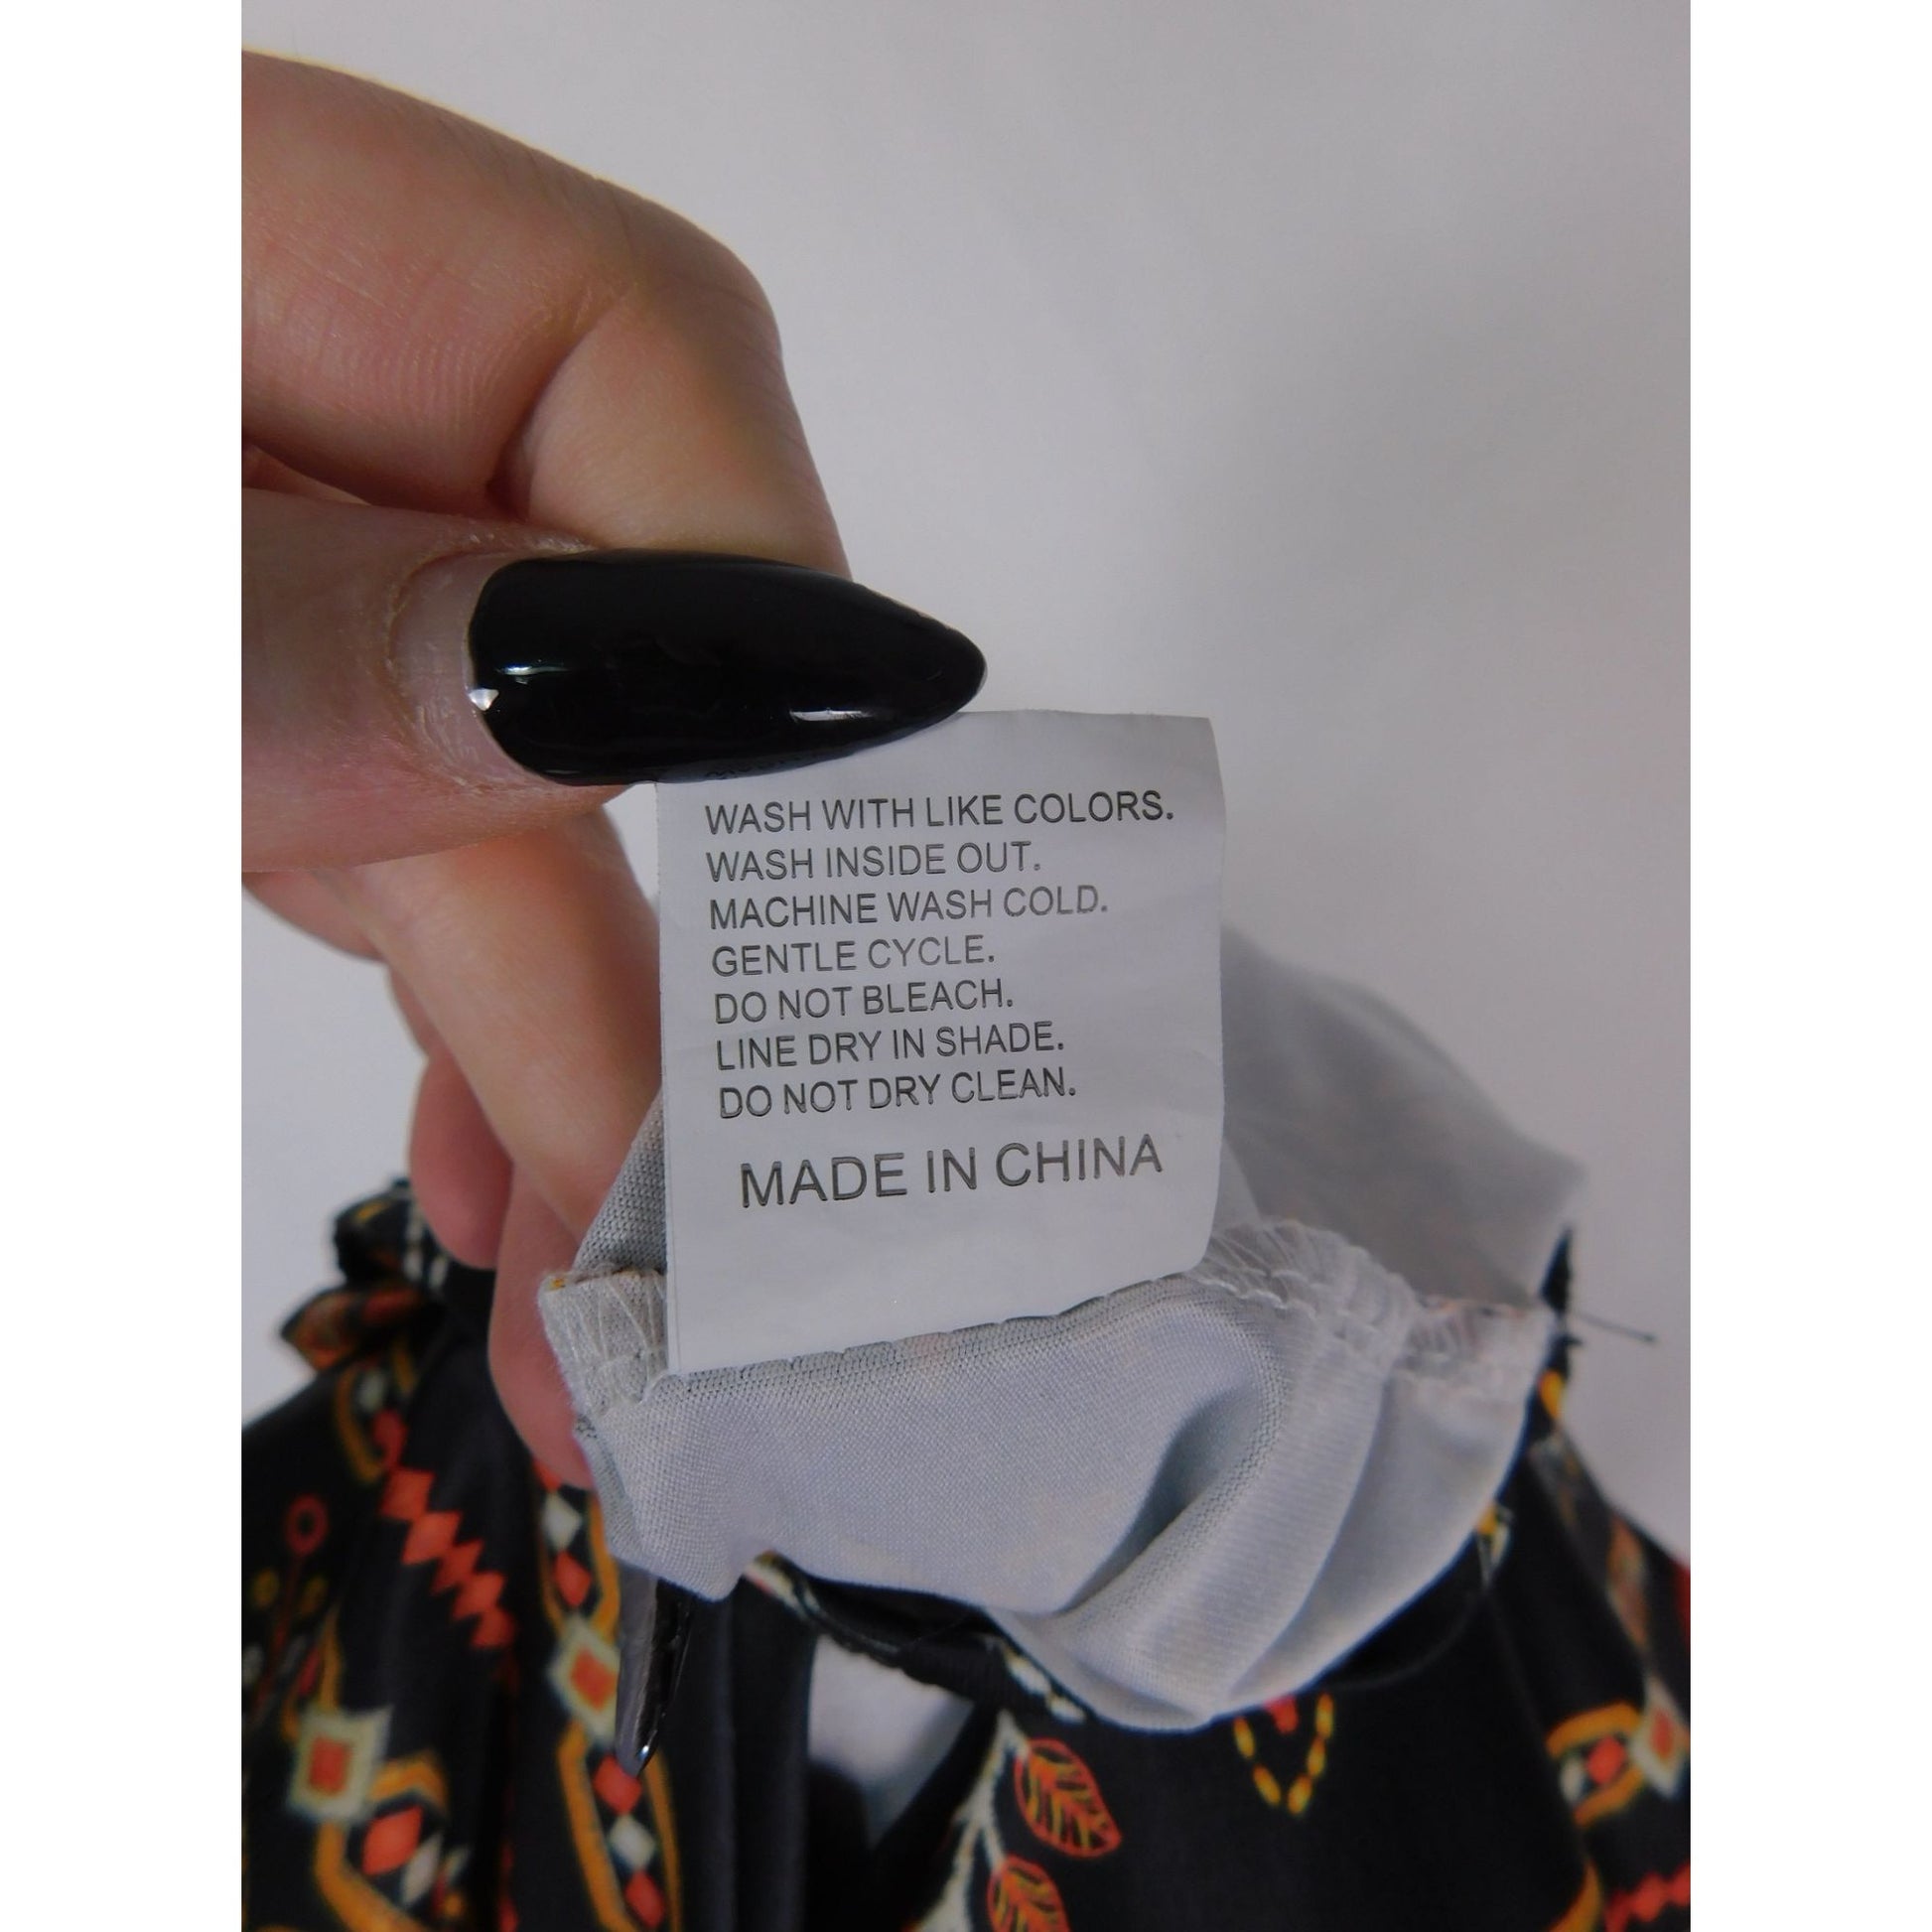 WASH WITH LIKE COLORS.
WASH INSIDE OUT.
MACHINE WASH COLD.
GENTLE CYCLE.
DO NOT BLEACH.
LINE DRY IN SHADE.
DO NOT DRY CLEAN.
MADE IN CHINA